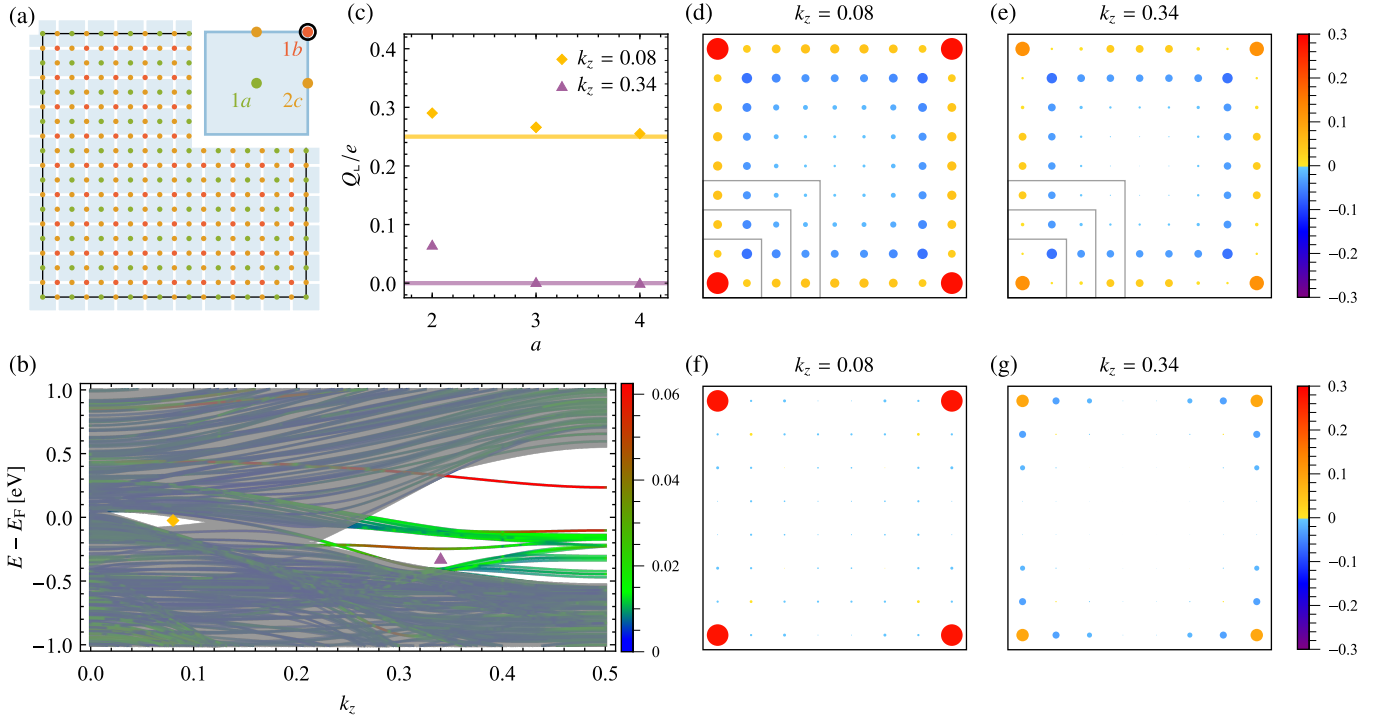 (a)
1b
1a
2c
(c)
k_z = 0.08
k_z = 0.34
Q⌞/e
0.4
0.3
0.2
0.1
0.0
2 3 4
a
(d)
k_z = 0.08
(e)
k_z = 0.34
0.3
0.2
0.1
0
−0.1
−0.2
−0.3
(b)
E − E_F [eV]
1.0
0.5
0.0
−0.5
−1.0
0.0 0.1 0.2 0.3 0.4 0.5
k_z
0.06
0.04
0.02
0
(f)
k_z = 0.08
(g)
k_z = 0.34
0.3
0.2
0.1
0
−0.1
−0.2
−0.3